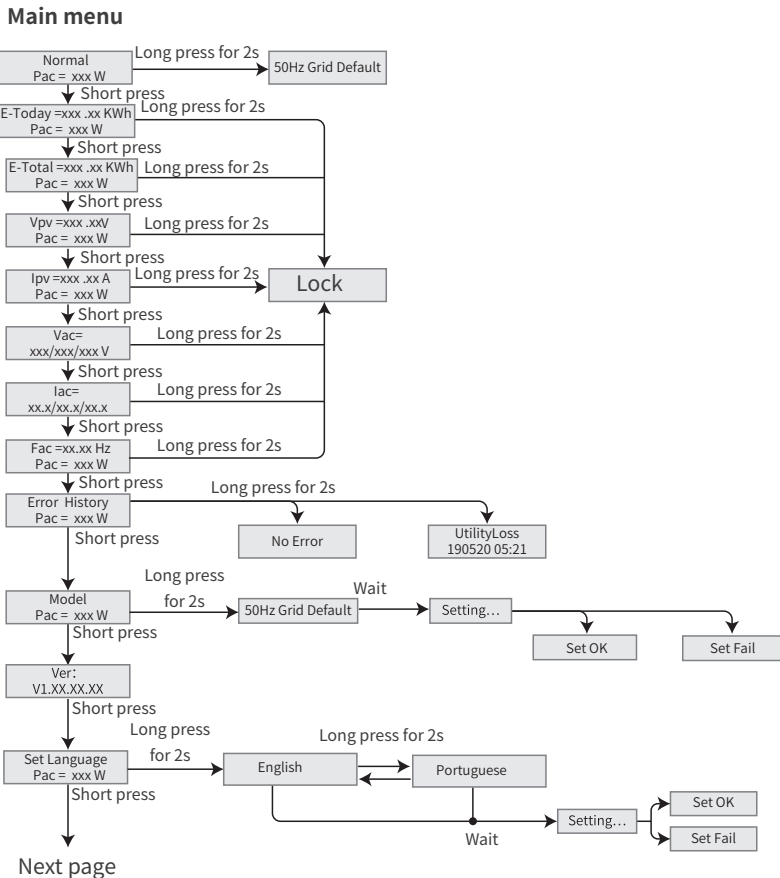 Main menu
Normal
Pac = xxx W
Long press for 2s
50Hz Grid Default
Short press
E-Today =xxx .xx KWh
Pac = xxx W
Long press for 2s
Short press
E-Total =xxx .xx KWh
Pac = xxx W
Long press for 2s
Short press
Vpv =xxx .xxV
Pac = xxx W
Long press for 2s
Short press
Ipv =xxx .xx A
Pac = xxx W
Long press for 2s
Lock
Short press
Vac=
xxx/xxx/xxx V
Long press for 2s
Short press
Iac=
xx.x/xx.x/xx.x
Long press for 2s
Short press
Fac =xx.xx Hz
Pac = xxx W
Long press for 2s
Short press
Error History
Pac = xxx W
Long press for 2s
No Error
UtilityLoss
190520 05:21
Short press
Model
Pac = xxx W
Long press
for 2s
50Hz Grid Default
Wait
Setting...
Set OK
Set Fail
Short press
Ver:
V1.XX.XX.XX
Short press
Set Language
Pac = xxx W
Long press
for 2s
English
Long press for 2s
Portuguese
Wait
Setting...
Set OK
Set Fail
Short press
Next page